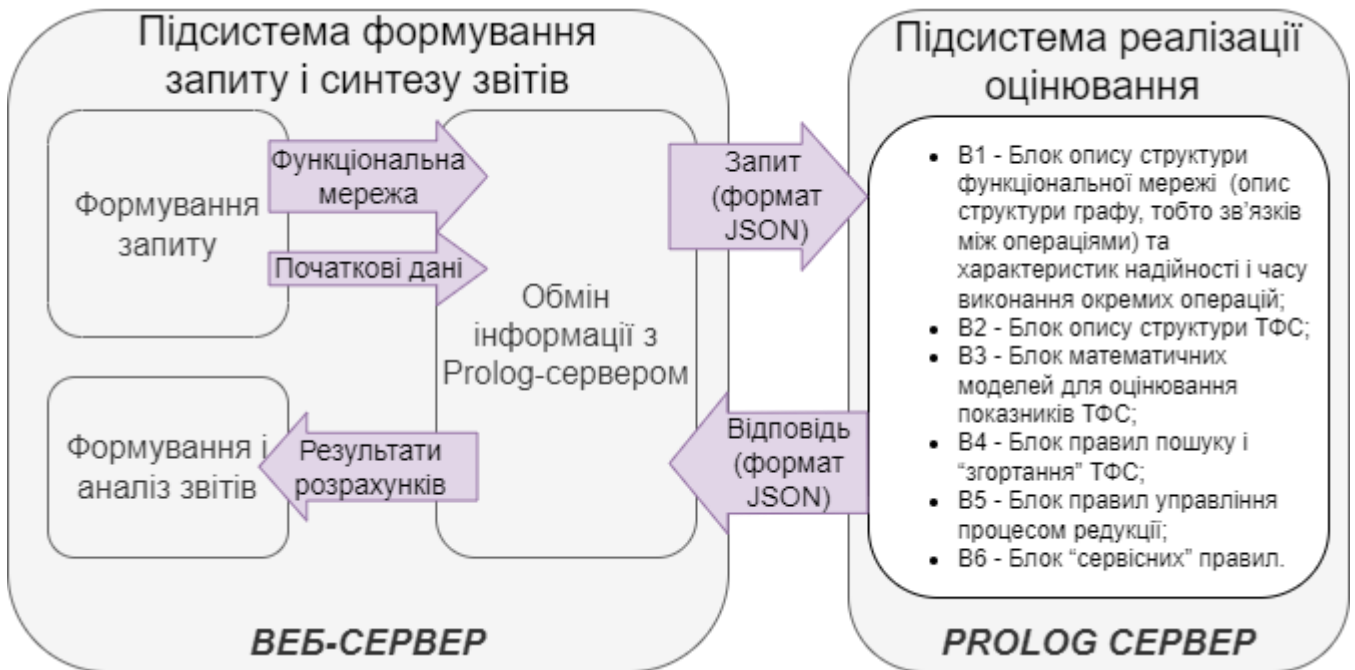 Підсистема формування
запиту і синтезу звітів
Формування
запиту
Функціональна
мережа
Початкові дані
Обмін
інформації з
Prolog-сервером
Формування і
аналіз звітів
Результати
розрахунків
ВЕБ-СЕРВЕР
Запит
(формат
JSON)
Відповідь
(формат
JSON)
Підсистема реалізації
оцінювання
• B1 - Блок опису структури
функціональної мережі (опис
структури графу, тобто зв’язків
між операціями) та
характеристик надійності і часу
виконання окремих операцій;
• B2 - Блок опису структури ТФС;
• B3 - Блок математичних
моделей для оцінювання
показників ТФС;
• B4 - Блок правил пошуку і
“згортання” ТФС;
• B5 - Блок правил управління
процесом редукції;
• B6 - Блок “сервісних” правил.
PROLOG СЕРВЕР